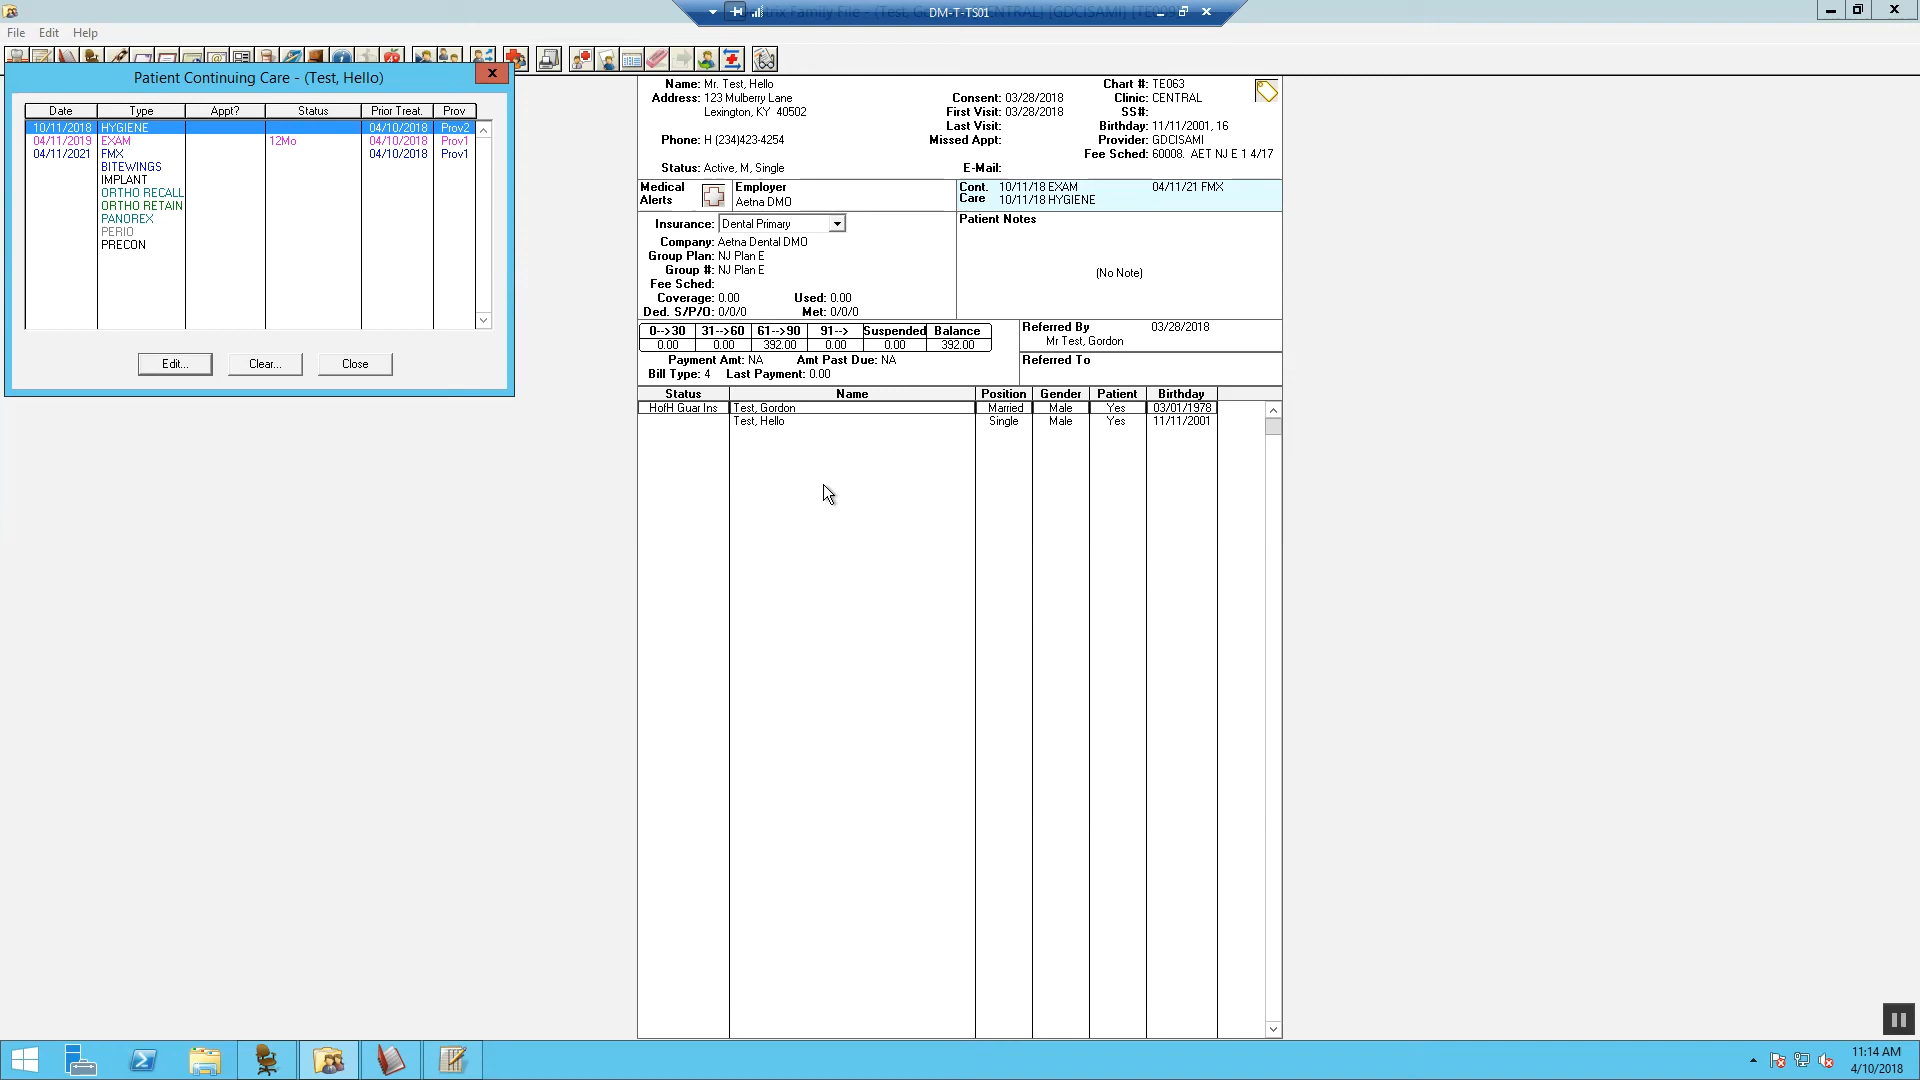 DM-T-TS01
File Edit Help
Patient Continuing Care - (Test, Hello)
Date Type Appt? Status Prior Treat. Prov
10/11/2018 HYGIENE 04/10/2018 Prov2
04/11/2019 EXAM 12Mo 04/10/2018 Prov1
04/11/2021 FMX 04/10/2018 Prov1
BITEWINGS
IMPLANT
ORTHO RECALL
ORTHO RETAIN
PANOREX
PERIO
PRECON
Edit... Clear... Close
Name: Mr. Test, Hello Chart #: TE063
Address: 123 Mulberry Lane Consent: 03/28/2018 Clinic: CENTRAL
Lexington, KY 40502 First Visit: 03/28/2018 SS#:
Last Visit: Birthday: 11/11/2001, 16
Phone: H (234)423-4254 Missed Appt: Provider: GDCISAMI
Fee Sched: 60008. AET NJ E 1 4/17
Status: Active, M, Single E-Mail:
Medical Alerts
Employer
Aetna DMO
Cont. Care 10/11/18 EXAM 04/11/21 FMX
10/11/18 HYGIENE
Insurance: Dental Primary
Company: Aetna Dental DMO
Group Plan: NJ Plan E
Group #: NJ Plan E
Fee Sched:
Coverage: 0.00 Used: 0.00
Ded. S/P/O: 0/0/0 Met: 0/0/0
Patient Notes
(No Note)
0-->30 31-->60 61-->90 91--> Suspended Balance
0.00 0.00 392.00 0.00 0.00 392.00
Payment Amt: NA Amt Past Due: NA
Bill Type: 4 Last Payment: 0.00
Referred By 03/28/2018
Mr Test, Gordon
Referred To
Status Name Position Gender Patient Birthday
HofH Guar Ins Test, Gordon Married Male Yes 03/01/1978
Test, Hello Single Male Yes 11/11/2001
11:14 AM
4/10/2018